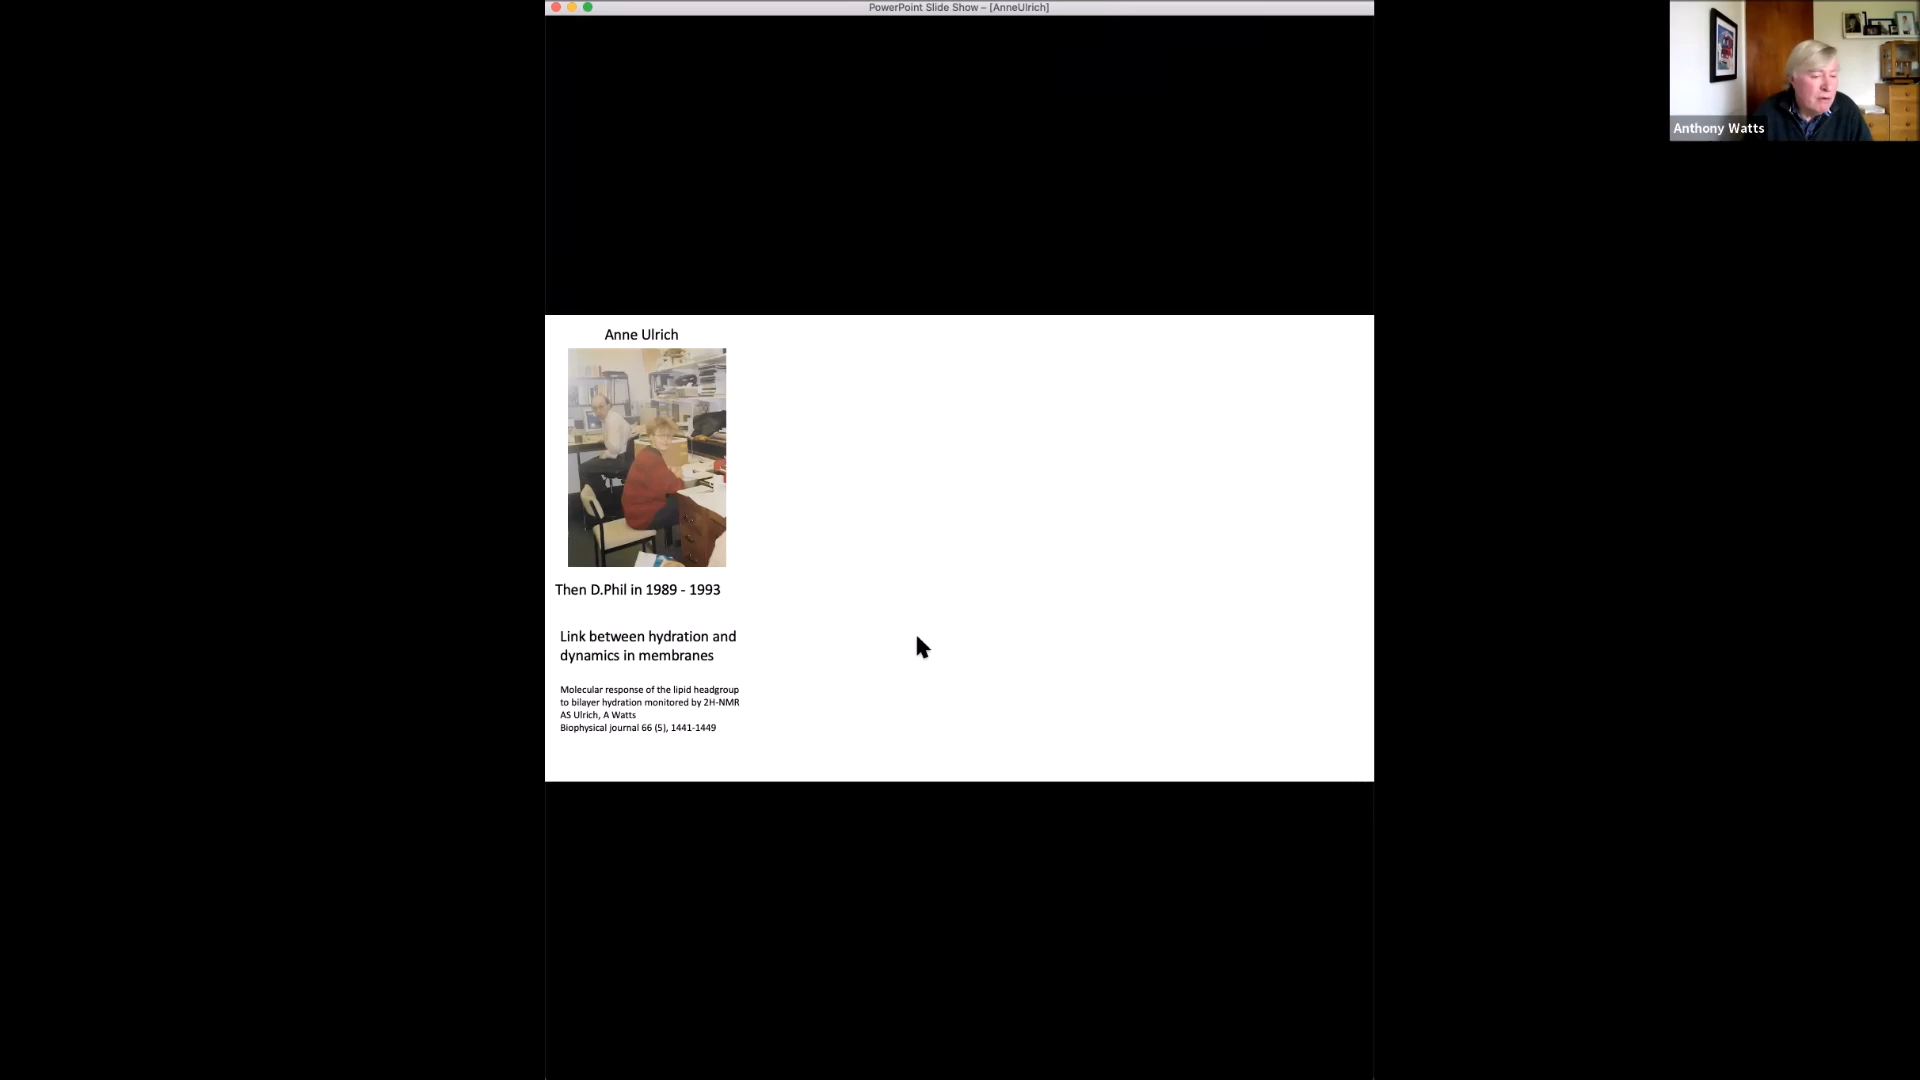 PowerPoint Slide Show – [AnneUlrich]
Anthony Watts
Anne Ulrich
Then D.Phil in 1989 - 1993
Link between hydration and
dynamics in membranes
Molecular response of the lipid headgroup
to bilayer hydration monitored by 2H-NMR
AS Ulrich, A Watts
Biophysical journal 66 (5), 1441-1449